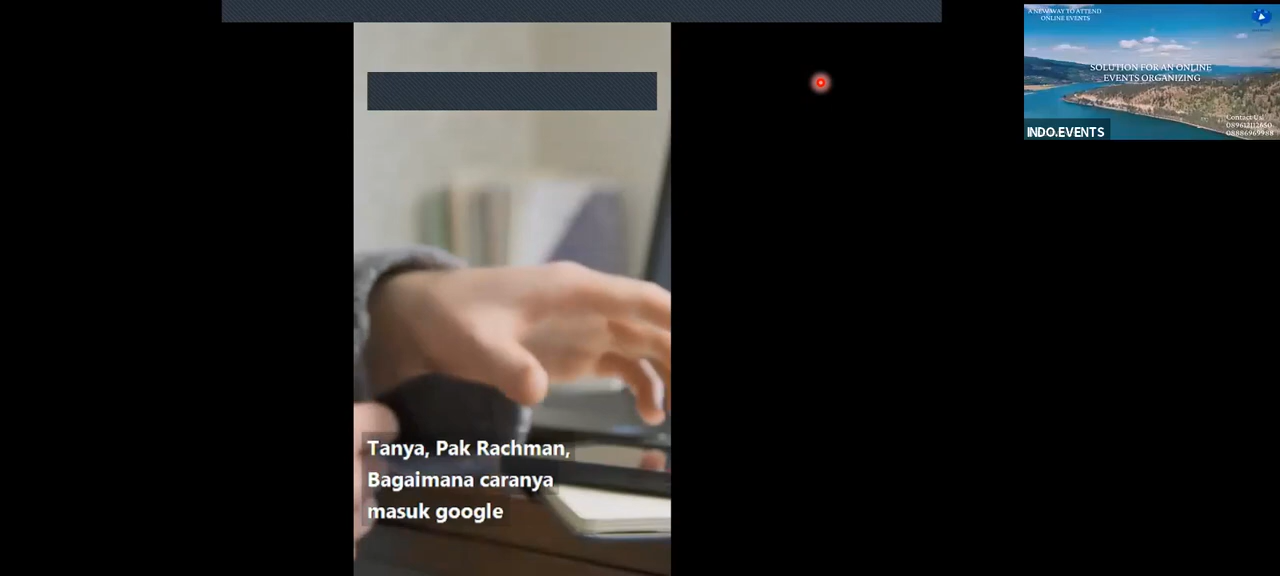 Tanya, Pak Rachman,
Bagaimana caranya
masuk google
A NEW WAY TO ATTEND
ONLINE EVENTS
SOLUTION FOR AN ONLINE
EVENTS ORGANIZING
Contact Us!
08886969988
INDO.EVENTS